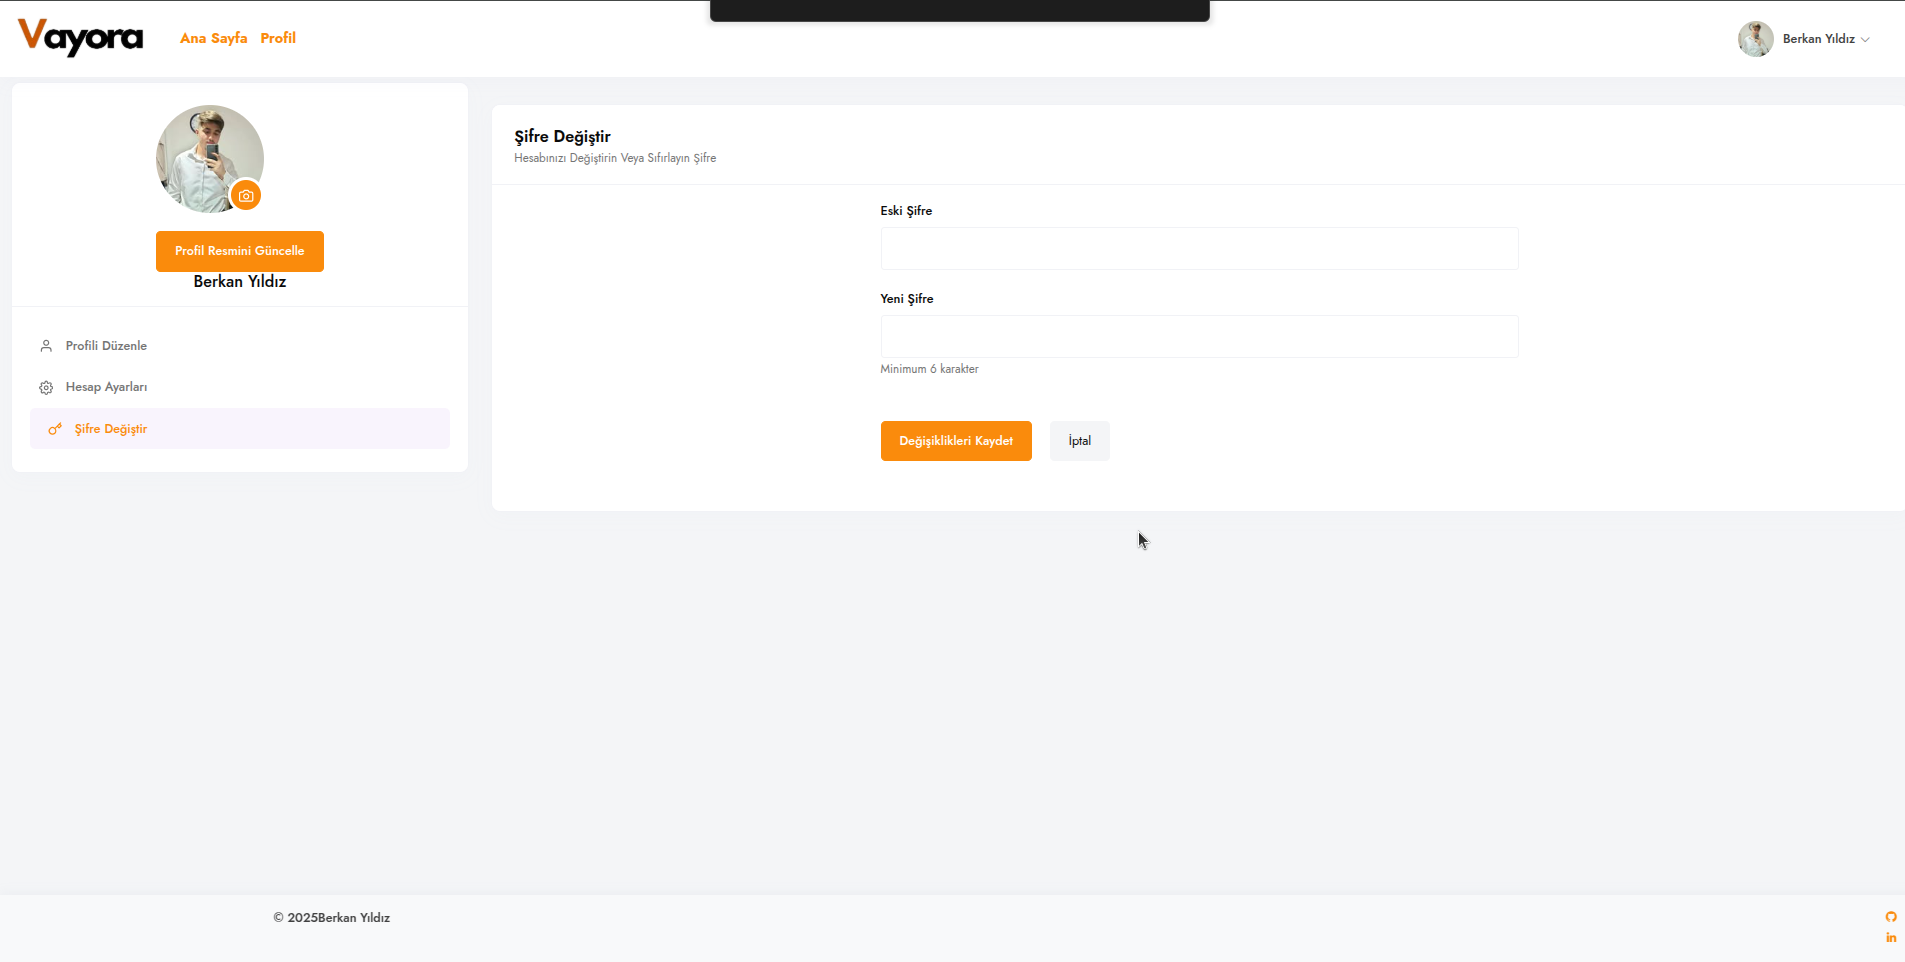 Vayora
Ana Sayfa Profil
Berkan Yıldız
Profil Resmini Güncelle
Berkan Yıldız
Profili Düzenle
Hesap Ayarları
Şifre Değiştir
Şifre Değiştir
Hesabınızı Değiştirin Veya Sıfırlayın Şifre
Eski Şifre
Yeni Şifre
Minimum 6 karakter
Değişiklikleri Kaydet
İptal
© 2025Berkan Yıldız
in